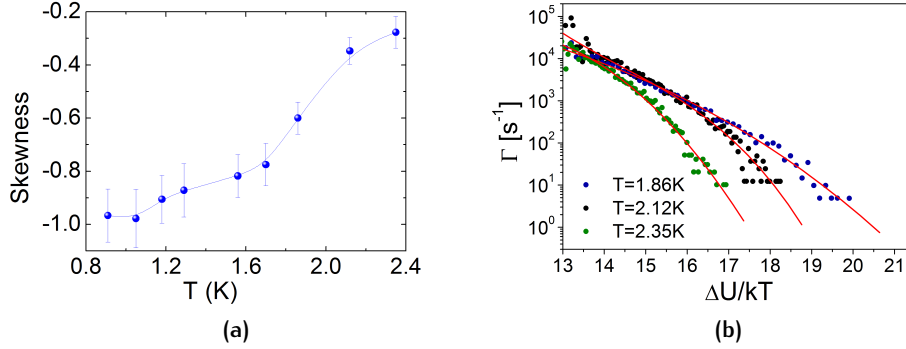 -0.2
-0.4
-0.6
-0.8
-1.0
Skewness
0.8 1.2 1.6 2.0 2.4
T (K)
(a)
10^5
10^4
10^3
10^2
10^1
10^0
Γ [s^-1]
T=1.86K
T=2.12K
T=2.35K
13 14 15 16 17 18 19 20 21
ΔU/kT
(b)